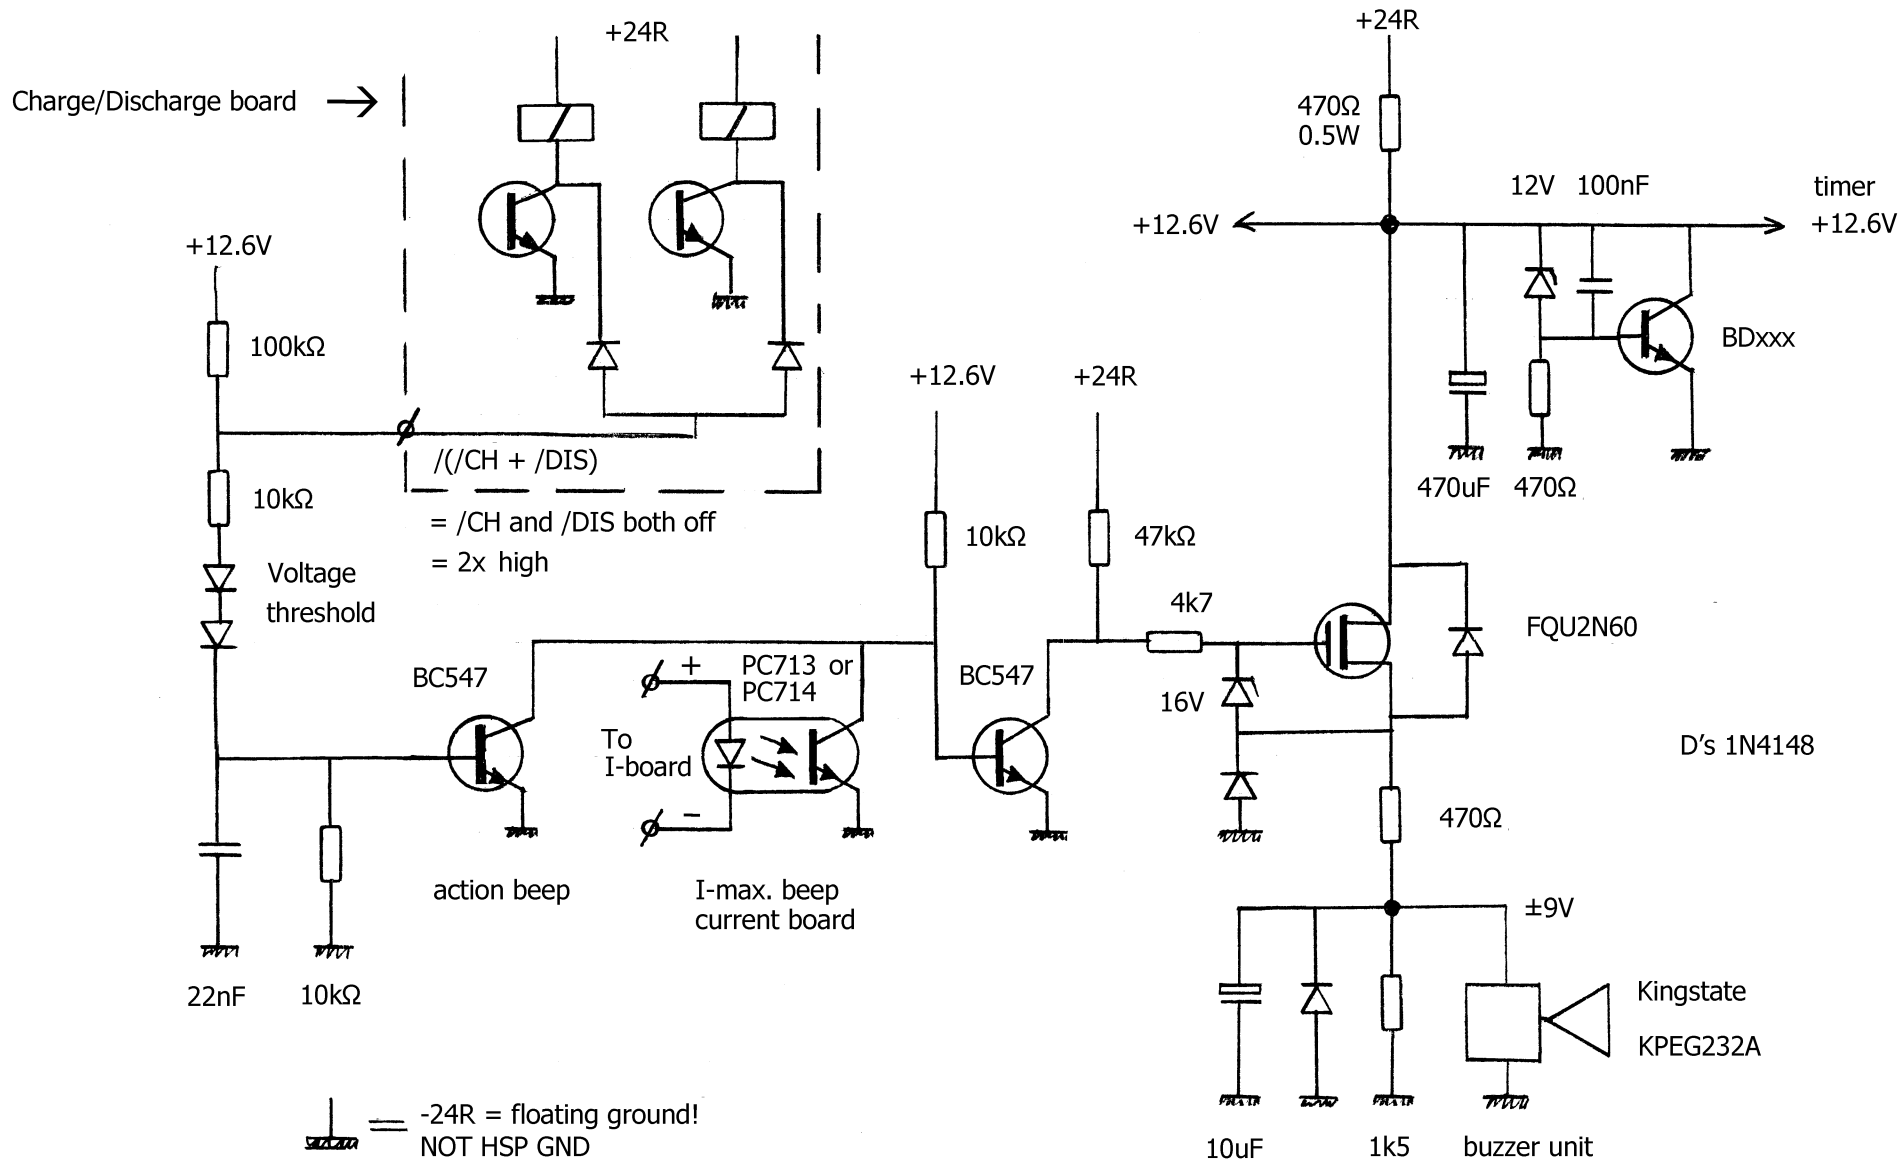 +24R
+24R
Charge/Discharge board
470Ω
0.5W
12V 100nF
timer
+12.6V
+12.6V
+12.6V
100kΩ
BDxxx
+12.6V
+24R
/(/CH + /DIS)
10kΩ
470uF 470Ω
= /CH and /DIS both off
= 2x high
10kΩ
47kΩ
Voltage
threshold
4k7
FQU2N60
BC547
+
PC713 or
PC714
BC547
16V
To
I-board
D's 1N4148
–
470Ω
action beep
I-max. beep
current board
±9V
22nF
10kΩ
Kingstate
KPEG232A
= -24R = floating ground!
NOT HSP GND
10uF
1k5
buzzer unit